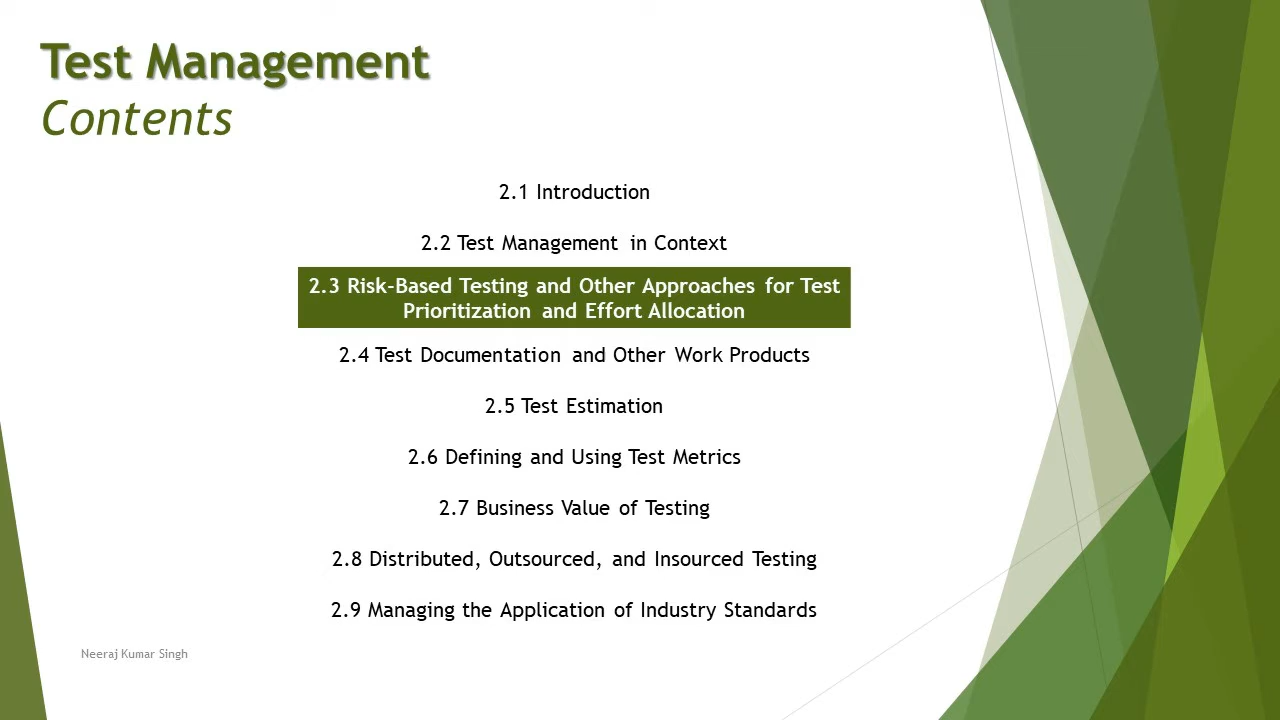 Test Management
Contents
2.1 Introduction
2.2 Test Management in Context
2.3 Risk-Based Testing and Other Approaches for Test
Prioritization and Effort Allocation
2.4 Test Documentation and Other Work Products
2.5 Test Estimation
2.6 Defining and Using Test Metrics
2.7 Business Value of Testing
2.8 Distributed, Outsourced, and Insourced Testing
2.9 Managing the Application of Industry Standards
Neeraj Kumar Singh